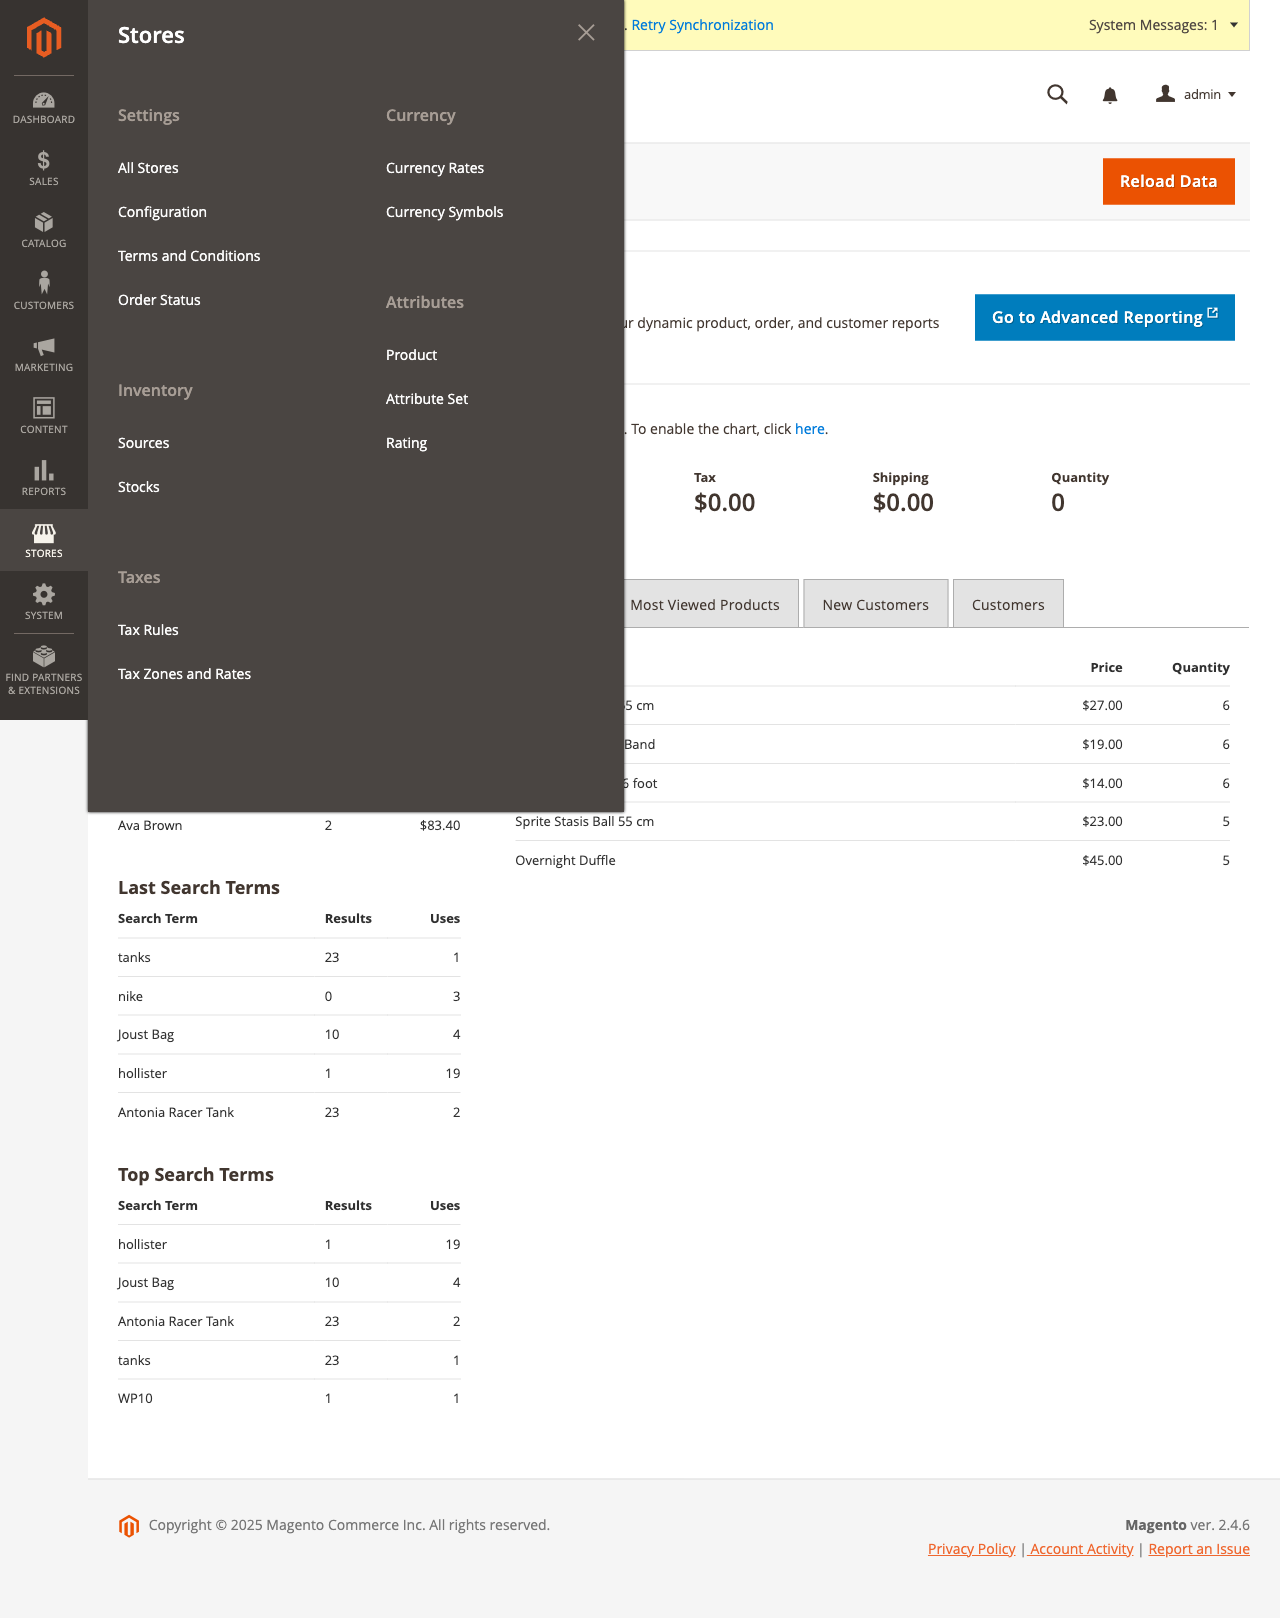 DASHBOARD
SALES
CATALOG
CUSTOMERS
MARKETING
CONTENT
REPORTS
STORES
SYSTEM
FIND PARTNERS
& EXTENSIONS
Stores
Settings
All Stores
Configuration
Terms and Conditions
Order Status
Inventory
Sources
Stocks
Taxes
Tax Rules
Tax Zones and Rates
Currency
Currency Rates
Currency Symbols
Attributes
Product
Attribute Set
Rating
. Retry Synchronization
System Messages: 1
admin
Reload Data
dynamic product, order, and customer reports
Go to Advanced Reporting
. To enable the chart, click here.
Tax
$0.00
Shipping
$0.00
Quantity
0
Most Viewed Products
New Customers
Customers
Price Quantity
cm $27.00 6
Band $19.00 6
foot $14.00 6
Sprite Stasis Ball 55 cm $23.00 5
Overnight Duffle $45.00 5
Ava Brown 2 $83.40
Last Search Terms
Search Term Results Uses
tanks 23 1
nike 0 3
Joust Bag 10 4
hollister 1 19
Antonia Racer Tank 23 2
Top Search Terms
Search Term Results Uses
hollister 1 19
Joust Bag 10 4
Antonia Racer Tank 23 2
tanks 23 1
WP10 1 1
Copyright © 2025 Magento Commerce Inc. All rights reserved.
Magento ver. 2.4.6
Privacy Policy | Account Activity | Report an Issue